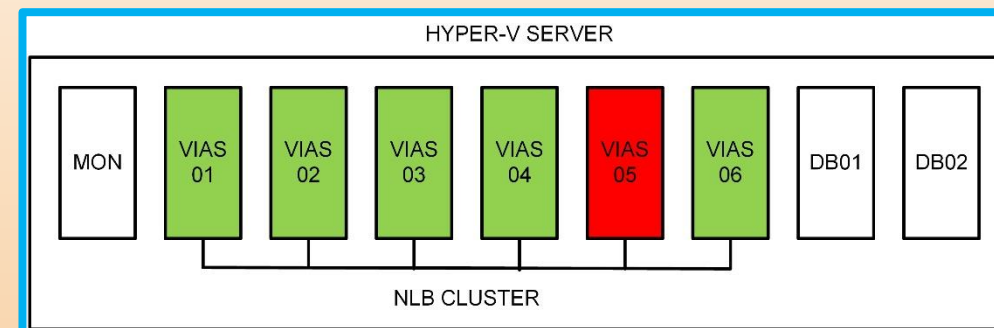 HYPER-V SERVER
MON
VIAS
01
VIAS
02
VIAS
03
VIAS
04
VIAS
05
VIAS
06
DB01
DB02
NLB CLUSTER